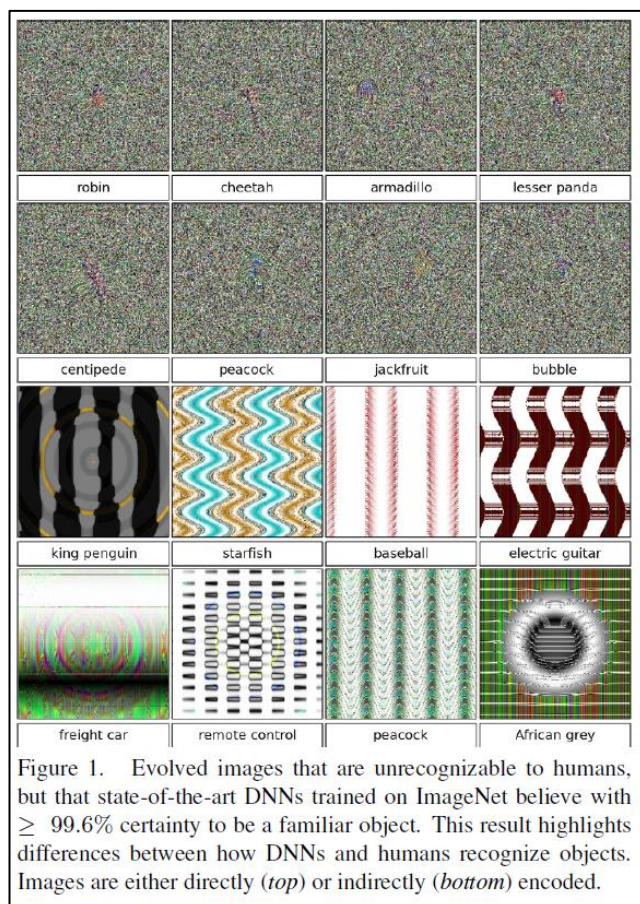 robin
cheetah
armadillo
lesser panda
centipede
peacock
jackfruit
bubble
king penguin
starfish
baseball
electric guitar
freight car
remote control
peacock
African grey
Figure 1. Evolved images that are unrecognizable to humans,
but that state-of-the-art DNNs trained on ImageNet believe with
≥ 99.6% certainty to be a familiar object. This result highlights
differences between how DNNs and humans recognize objects.
Images are either directly (top) or indirectly (bottom) encoded.